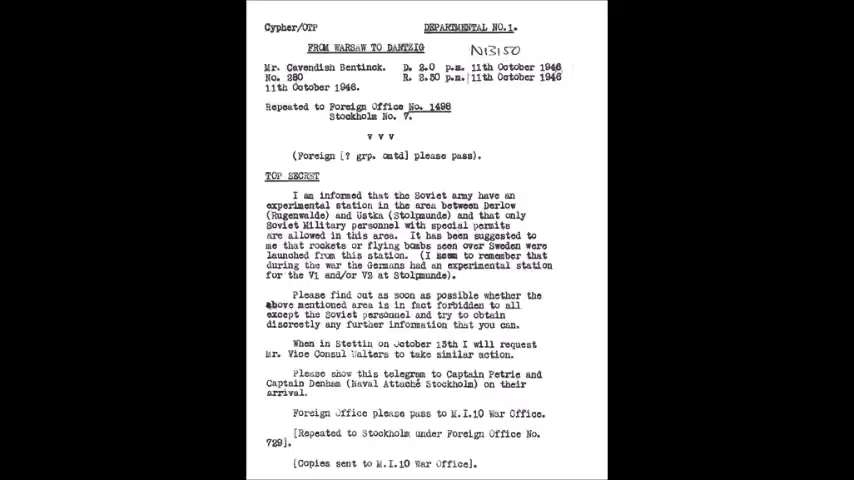 Cypher/OTP
DEPARTMENTAL NO.1.
FROM WARSAW TO DANTZIG
N13150
Mr. Cavendish Bentinck. D. 2.0 p.m. 11th October 1946
No. 280 R. 2.50 p.m. 11th October 1946
11th October 1946.
Repeated to Foreign Office No. 1498
Stockholm No. 7.
v v v
(Foreign [? grp. omtd] please pass).
TOP SECRET
I am informed that the Soviet army have an
experimental station in the area between Derlow
(Rugenwalde) and Ustka (Stolpmunde) and that only
Soviet Military personnel with special permits
are allowed in this area. It has been suggested to
me that rockets or flying bombs seen over Sweden were
launched from this station. (I seem to remember that
during the war the Germans had an experimental station
for the V1 and/or V2 at Stolpmunde).
Please find out as soon as possible whether the
above mentioned area is in fact forbidden to all
except the Soviet personnel and try to obtain
discreetly any further information that you can.
When in Stettin on October 13th I will request
Mr. Vice Consul Walters to take similar action.
Please show this telegram to Captain Petrie and
Captain Denham (Naval Attaché Stockholm) on their
arrival.
Foreign Office please pass to M.I.10 War Office.
[Repeated to Stockholm under Foreign Office No.
729].
[Copies sent to M.I.10 War Office].